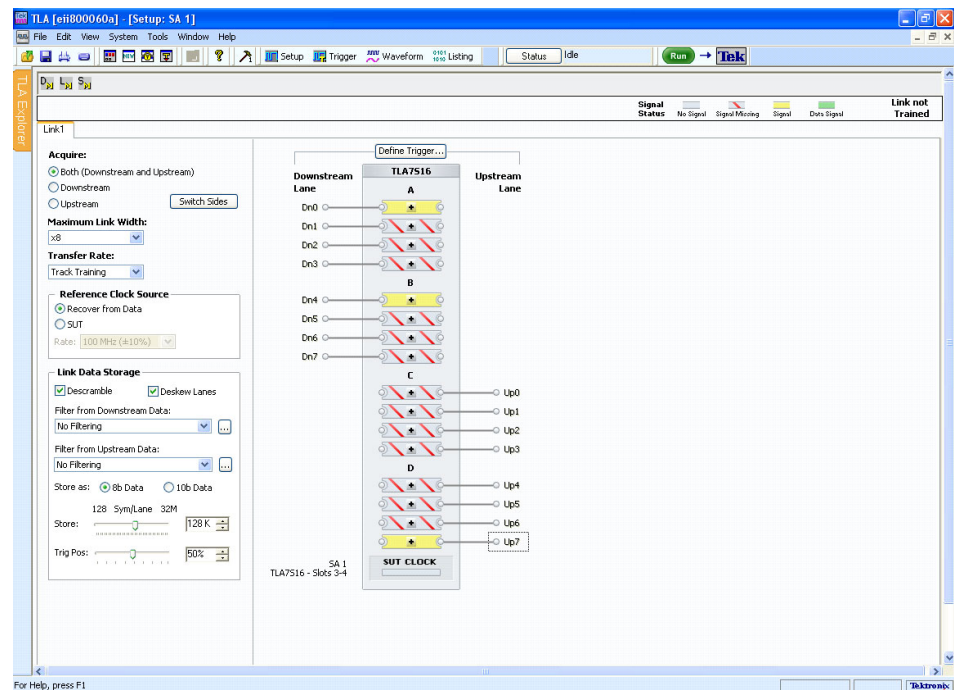 TLA [eii800060a] - [Setup: SA 1]
File Edit View System Tools Window Help
Setup Trigger Waveform Listing Status Idle Run Tek
TLA Explorer
Signal Status No Signal Signal Missing Signal Data Signal Link not Trained
Link1
Acquire:
Both (Downstream and Upstream)
Downstream
Upstream
Switch Sides
Maximum Link Width:
x8
Transfer Rate:
Track Training
Reference Clock Source
Recover from Data
SUT
Rate: 100 MHz (±10%)
Link Data Storage
Descramble Deskew Lanes
Filter from Downstream Data:
No Filtering ...
Filter from Upstream Data:
No Filtering ...
Store as: 8b Data 10b Data
128 Sym/Lane 32M
Store: 128 K
Trig Pos: 50%
Define Trigger...
Downstream Lane
TLA7S16
Upstream Lane
A
Dn0
Dn1
Dn2
Dn3
B
Dn4
Dn5
Dn6
Dn7
C
Up0
Up1
Up2
Up3
D
Up4
Up5
Up6
Up7
SA 1
TLA7S16 - Slots 3-4
SUT CLOCK
For Help, press F1
Tektronix